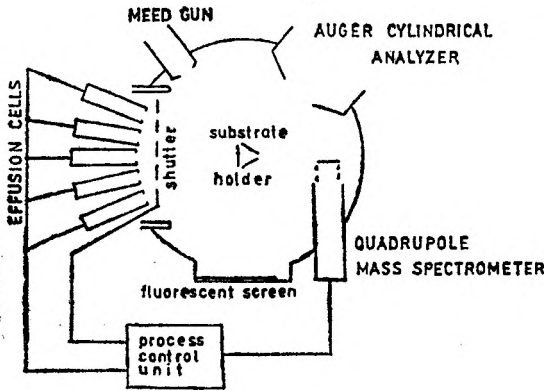 MEED GUN
AUGER CYLINDRICAL
ANALYZER
EFFUSION CELLS
shutter
substrate
holder
QUADRUPOLE
MASS SPECTROMETER
fluorescent screen
process
control
unit